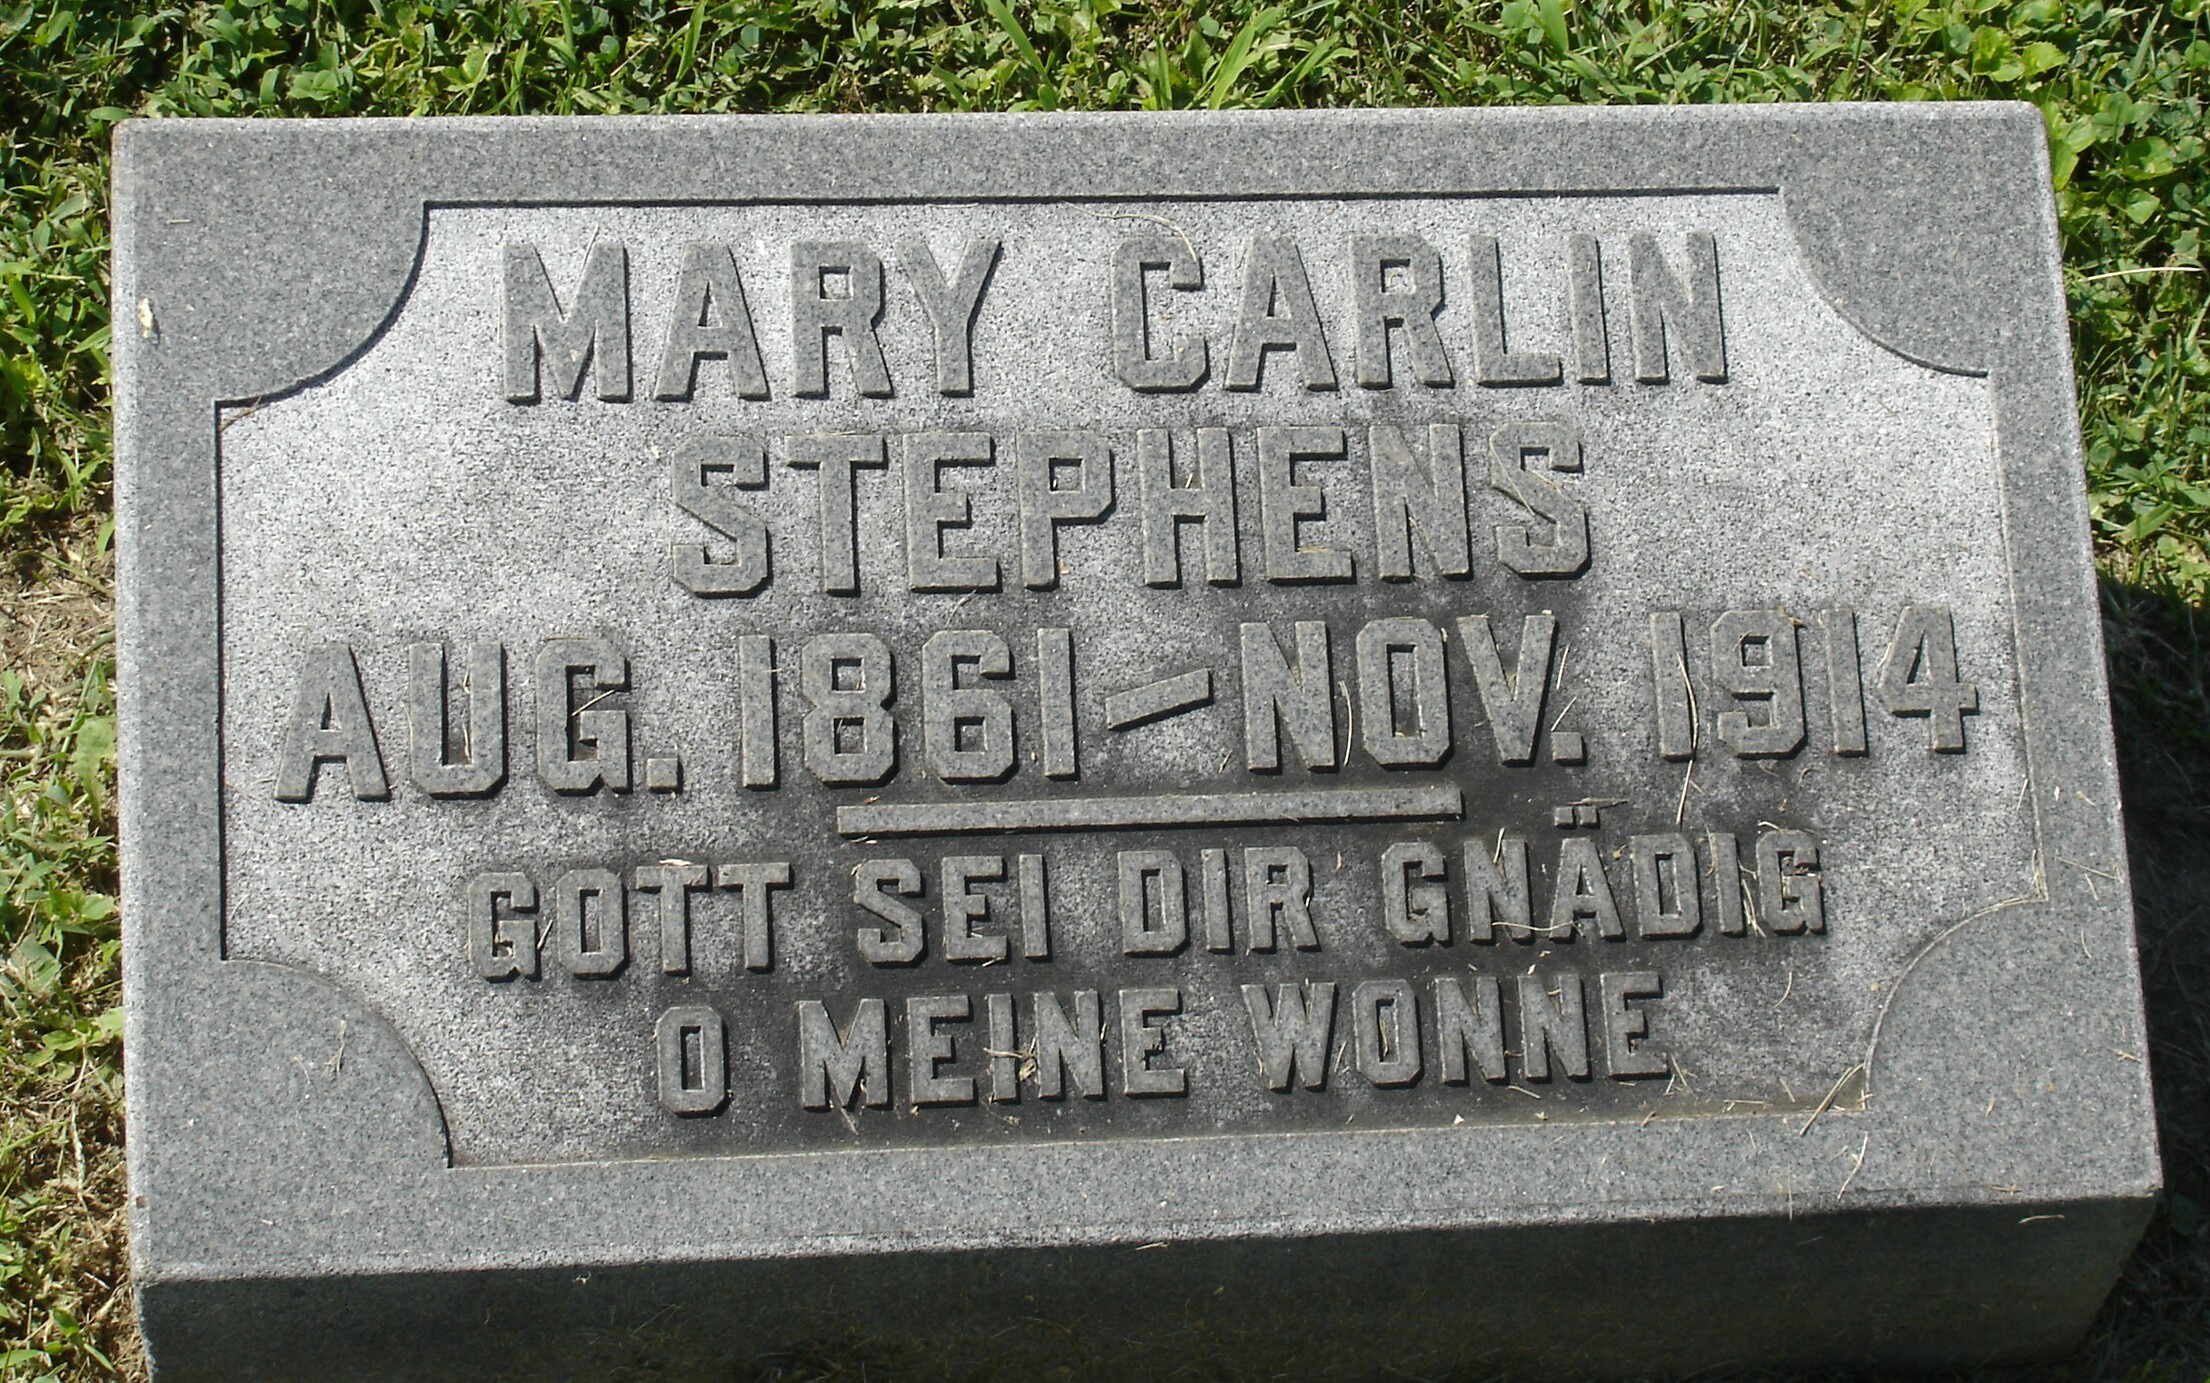 MARY CARLIN
STEPHENS
AUG. 1861 – NOV. 1914
GOTT SEI DIR GNÄDIG
O MEINE WONNE